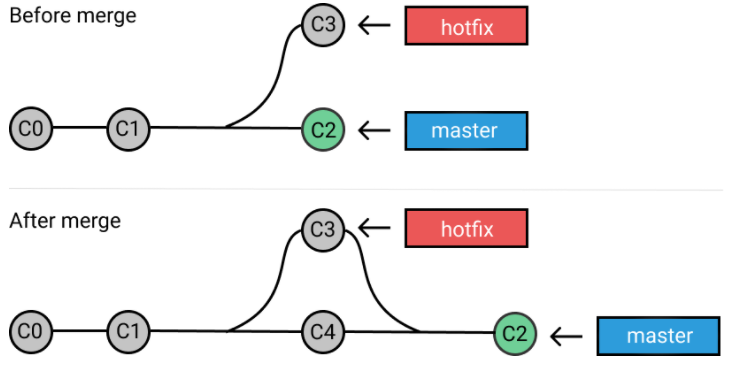 Before merge
C3
hotfix
C0
C1
C2
master
After merge
C3
hotfix
C0
C1
C4
C2
master